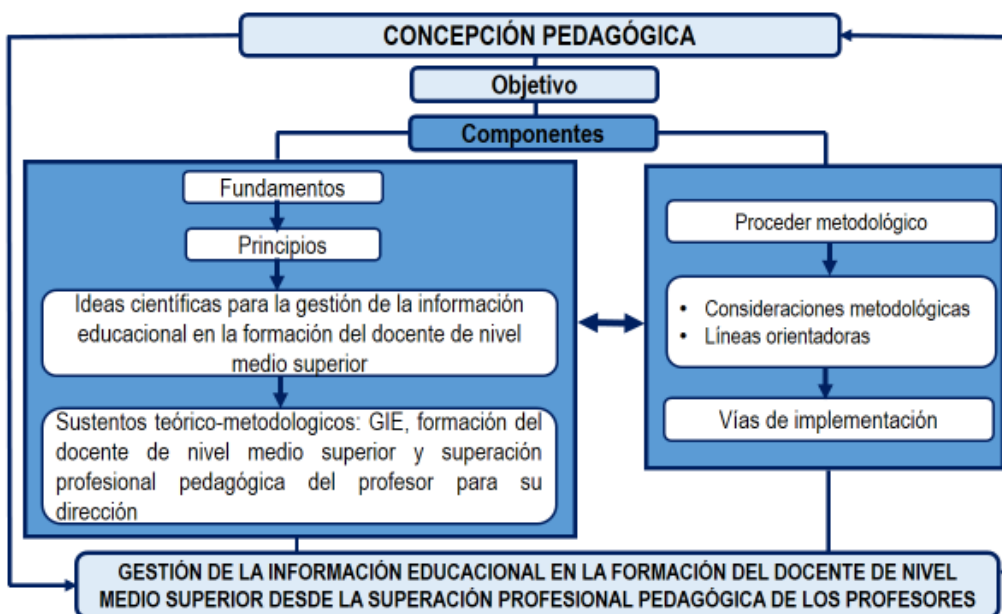 CONCEPCIÓN PEDAGÓGICA
Objetivo
Componentes
Fundamentos
Principios
Ideas científicas para la gestión de la información
educacional en la formación del docente de nivel
medio superior
Sustentos teórico-metodologicos: GIE, formación del
docente de nivel medio superior y superación
profesional pedagógica del profesor para su
dirección
Proceder metodológico
• Consideraciones metodológicas
• Líneas orientadoras
Vías de implementación
GESTIÓN DE LA INFORMACIÓN EDUCACIONAL EN LA FORMACIÓN DEL DOCENTE DE NIVEL
MEDIO SUPERIOR DESDE LA SUPERACIÓN PROFESIONAL PEDAGÓGICA DE LOS PROFESORES